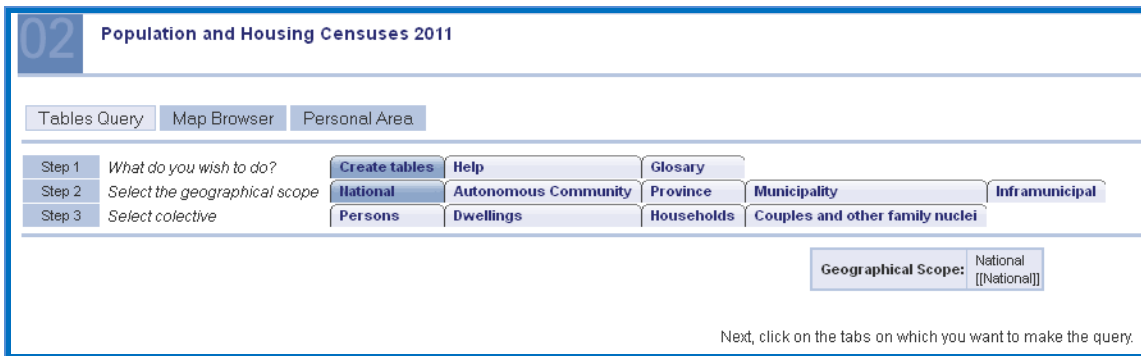 02 Population and Housing Censuses 2011
Tables Query Map Browser Personal Area
Step 1 What do you wish to do? Create tables Help Glosary
Step 2 Select the geographical scope National Autonomous Community Province Municipality Inframunicipal
Step 3 Select colective Persons Dwellings Households Couples and other family nuclei
Geographical Scope: National
[[National]]
Next, click on the tabs on which you want to make the query.